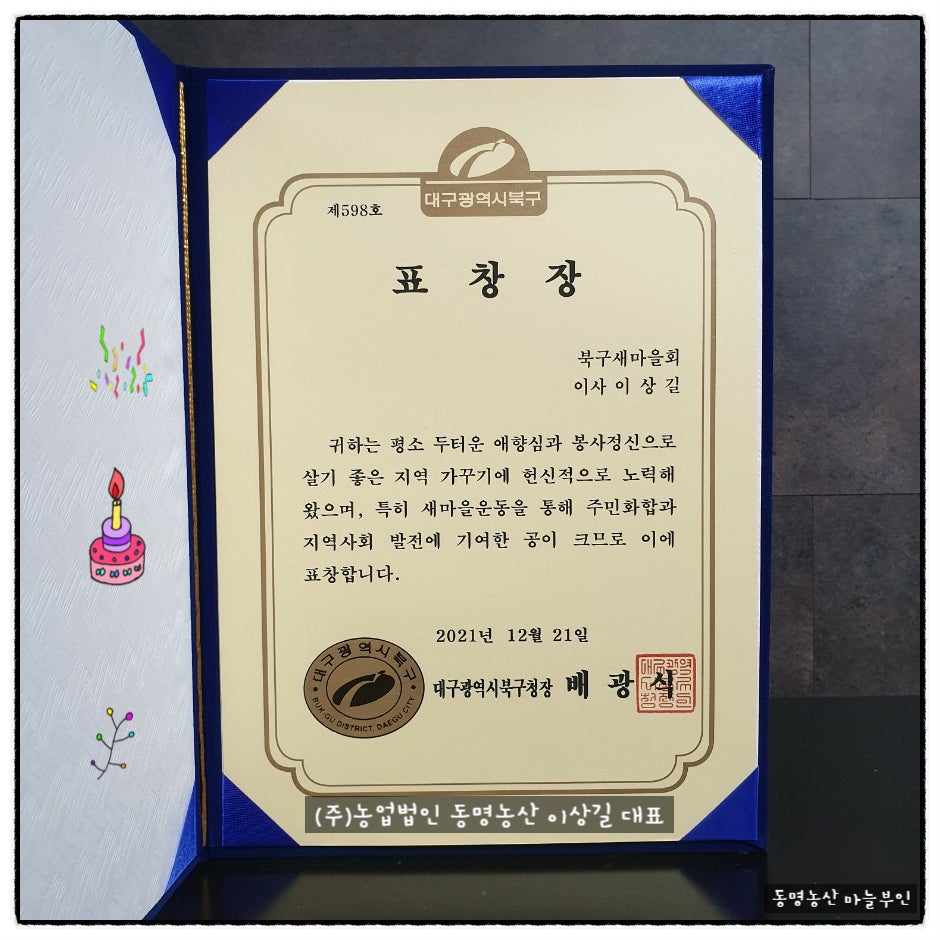 대구광역시북구
제598호
표 창 장
북구새마을회
이사 이 상 길
귀하는 평소 두터운 애향심과 봉사정신으로
살기 좋은 지역 가꾸기에 헌신적으로 노력해
왔으며, 특히 새마을운동을 통해 주민화합과
지역사회 발전에 기여한 공이 크므로 이에
표창합니다.
2021년 12월 21일
대구광역시북구
BUK-GU DISTRICT, DAEGU CITY
대구광역시북구청장 배 광 식
(주)농업법인 동명농산 이상길 대표
동명농산 마늘부인